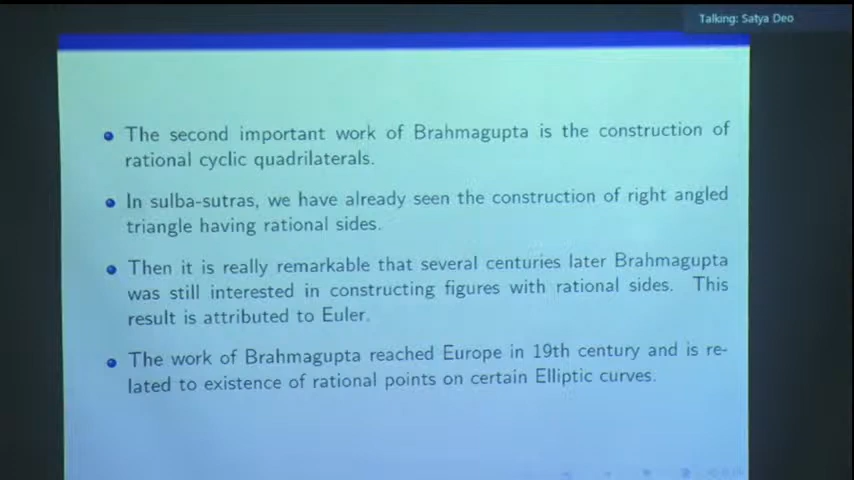 Talking: Satya Deo
The second important work of Brahmagupta is the construction of
rational cyclic quadrilaterals.
In sulba-sutras, we have already seen the construction of right angled
triangle having rational sides.
Then it is really remarkable that several centuries later Brahmagupta
was still interested in constructing figures with rational sides. This
result is attributed to Euler.
The work of Brahmagupta reached Europe in 19th century and is re-
lated to existence of rational points on certain Elliptic curves.